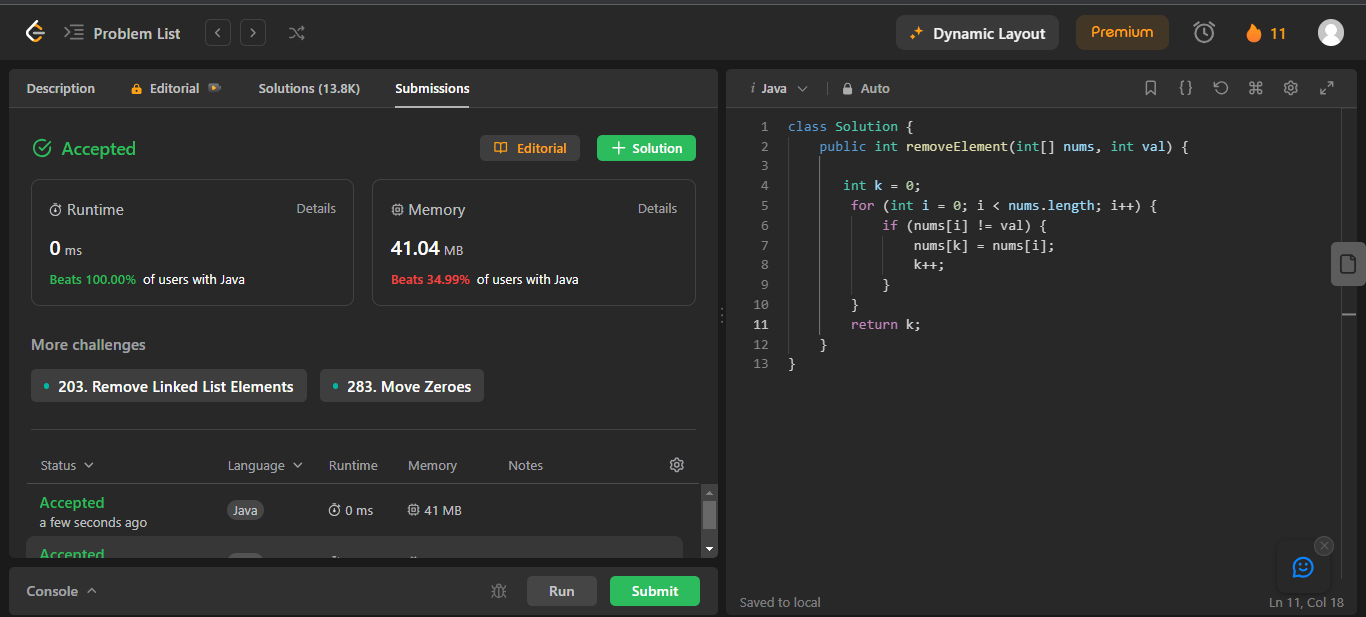 Problem List
Dynamic Layout
Premium
11
Description
Editorial
Solutions (13.8K)
Submissions
Accepted
Editorial
Solution
Runtime
Details
0 ms
Beats 100.00% of users with Java
Memory
Details
41.04 MB
Beats 34.99% of users with Java
More challenges
203. Remove Linked List Elements
283. Move Zeroes
Status Language Runtime Memory Notes
Accepted
a few seconds ago
Java
0 ms
41 MB
Accepted
Console
Run
Submit
i Java
Auto
1 class Solution {
2 public int removeElement(int[] nums, int val) {
3
4 int k = 0;
5 for (int i = 0; i < nums.length; i++) {
6 if (nums[i] != val) {
7 nums[k] = nums[i];
8 k++;
9 }
10 }
11 return k;
12 }
13 }
Saved to local
Ln 11, Col 18